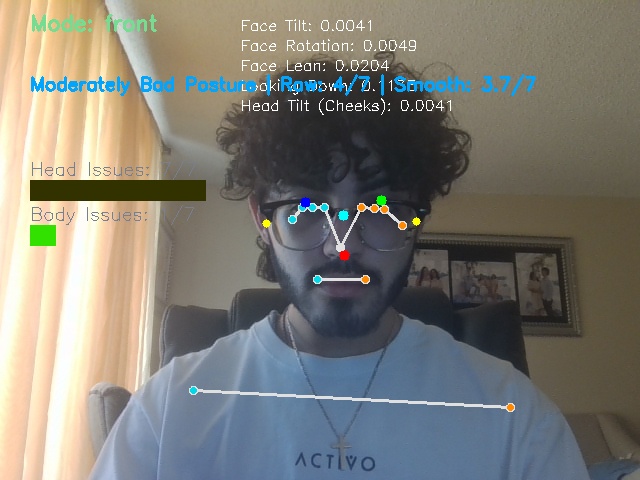 Mode: front
Face Tilt: 0.0041
Face Rotation: 0.0049
Face Lean: 0.0204
Moderately Bad Posture | Raw: 4/7 | Smooth: 3.7/7
Head Tilt (Cheeks): 0.0041
Head Issues:
Body Issues:
ACTIVO